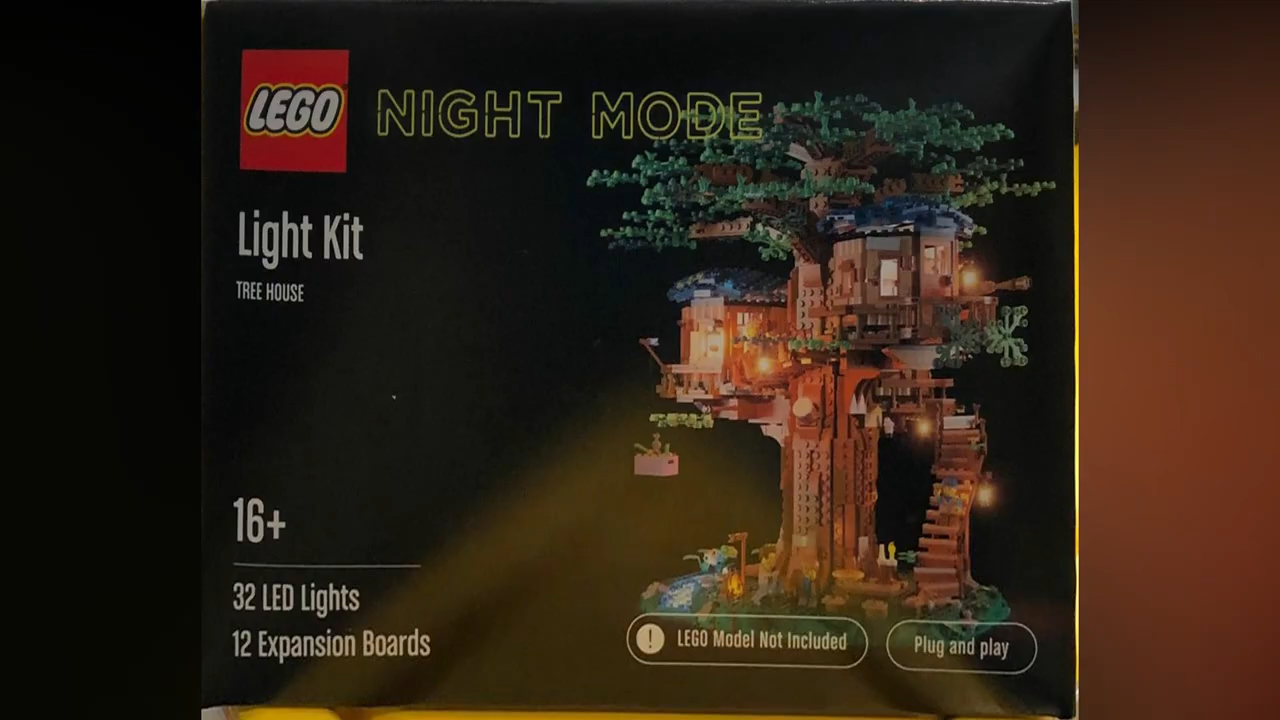 LEGO
NIGHT MODE
Light Kit
TREE HOUSE
16+
32 LED Lights
12 Expansion Boards
! LEGO Model Not Included
Plug and play